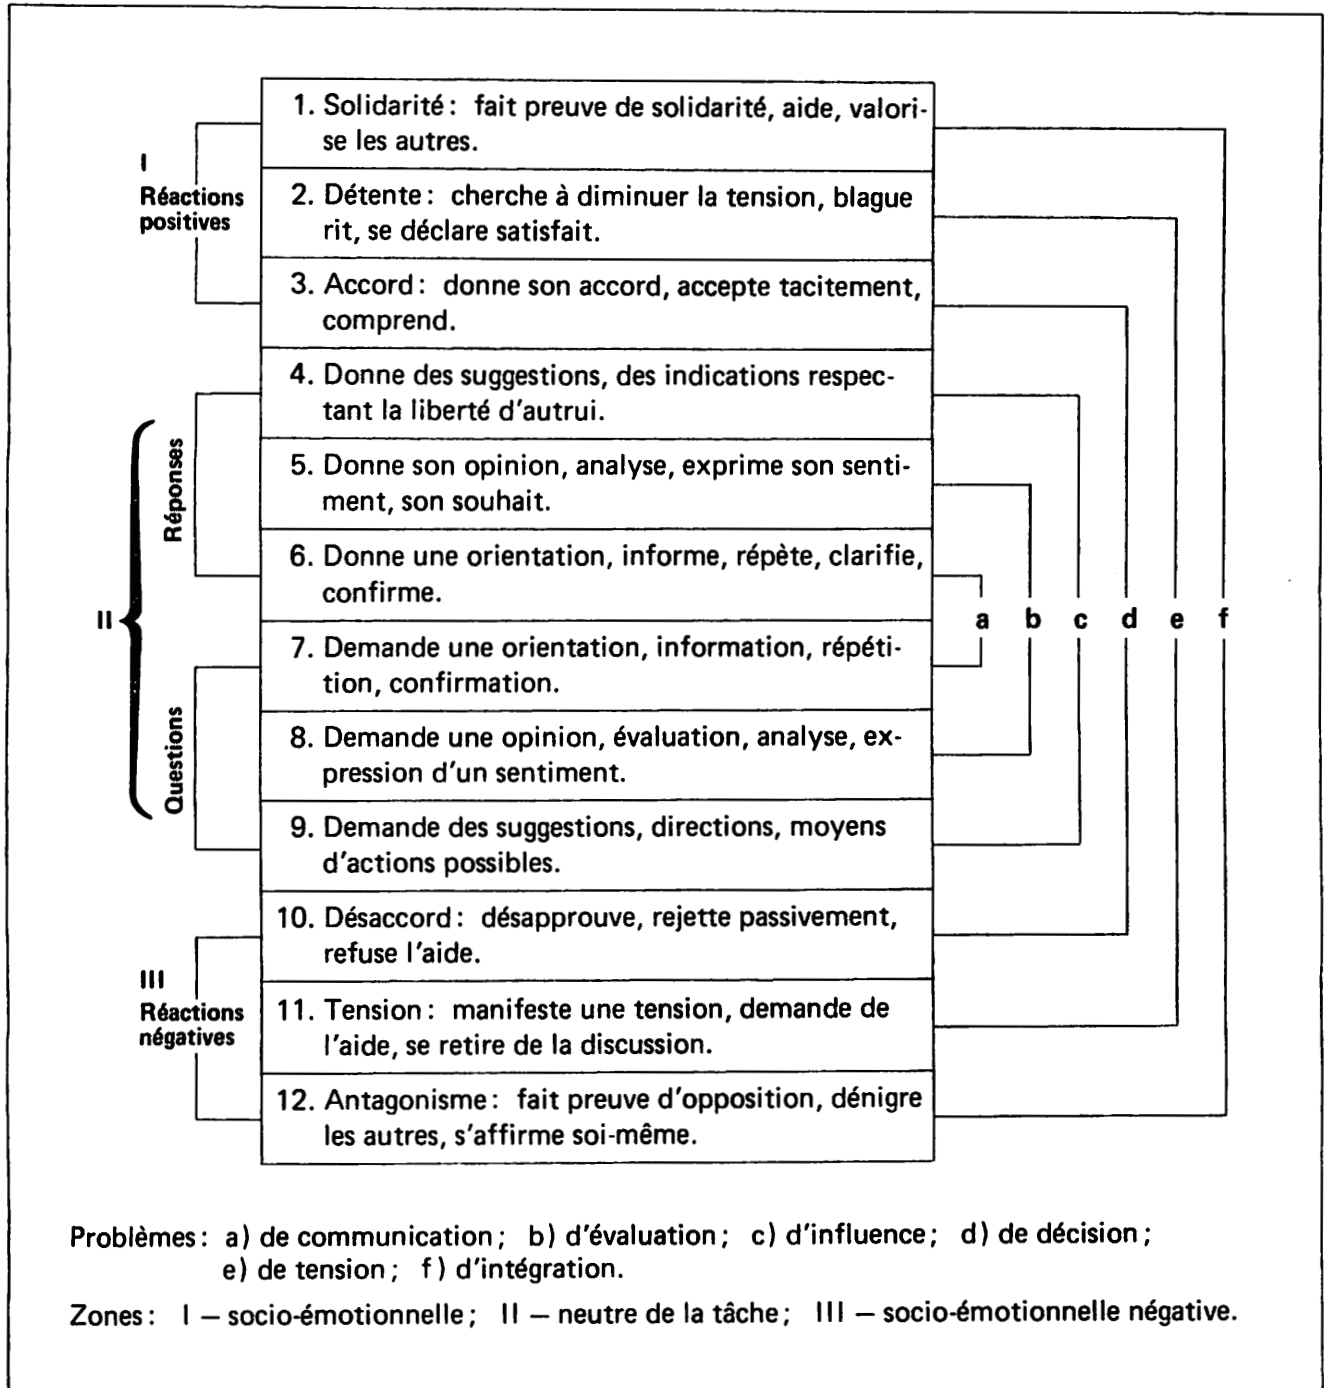 1. Solidarité : fait preuve de solidarité, aide, valori-
se les autres.
I
Réactions
positives
2. Détente : cherche à diminuer la tension, blague
rit, se déclare satisfait.
3. Accord : donne son accord, accepte tacitement,
comprend.
4. Donne des suggestions, des indications respec-
tant la liberté d'autrui.
Réponses
5. Donne son opinion, analyse, exprime son senti-
ment, son souhait.
6. Donne une orientation, informe, répète, clarifie,
confirme.
II
a b c d e f
7. Demande une orientation, information, répéti-
tion, confirmation.
Questions
8. Demande une opinion, évaluation, analyse, ex-
pression d'un sentiment.
9. Demande des suggestions, directions, moyens
d'actions possibles.
10. Désaccord : désapprouve, rejette passivement,
refuse l'aide.
III
Réactions
négatives
11. Tension : manifeste une tension, demande de
l'aide, se retire de la discussion.
12. Antagonisme : fait preuve d'opposition, dénigre
les autres, s'affirme soi-même.
Problèmes : a) de communication ; b) d'évaluation ; c) d'influence ; d) de décision ;
e) de tension ; f) d'intégration.
Zones : I – socio-émotionnelle ; II – neutre de la tâche ; III – socio-émotionnelle négative.